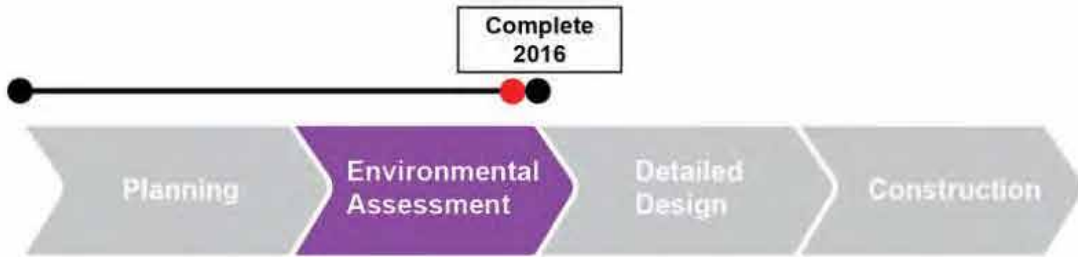 Complete
2016
Planning
Environmental
Assessment
Detailed
Design
Construction